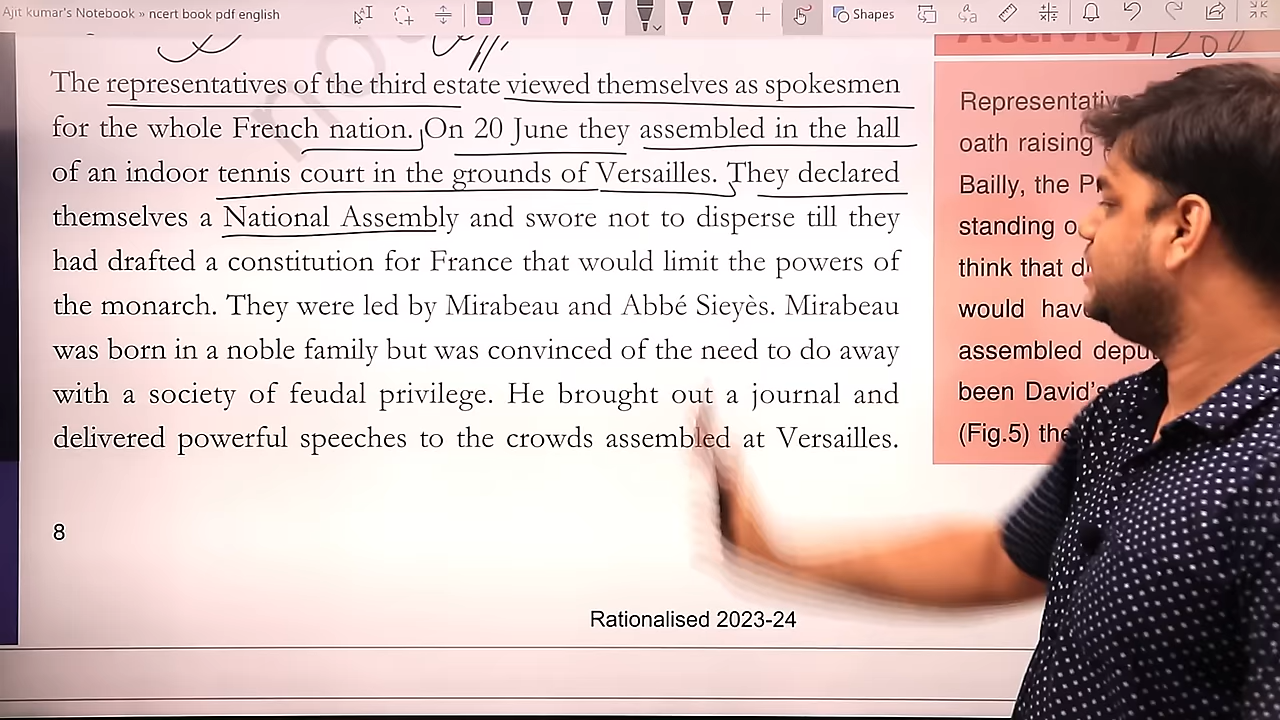 Ajit kumar's Notebook » ncert book pdf english
Shapes
Activity
1200
The representatives of the third estate viewed themselves as spokesmen
for the whole French nation. On 20 June they assembled in the hall
of an indoor tennis court in the grounds of Versailles. They declared
themselves a National Assembly and swore not to disperse till they
had drafted a constitution for France that would limit the powers of
the monarch. They were led by Mirabeau and Abbé Sieyès. Mirabeau
was born in a noble family but was convinced of the need to do away
with a society of feudal privilege. He brought out a journal and
delivered powerful speeches to the crowds assembled at Versailles.
Representativ
oath raising
Bailly, the P
standing o
think that d
would hav
assembled depu
been David's
(Fig.5) the
8
Rationalised 2023-24